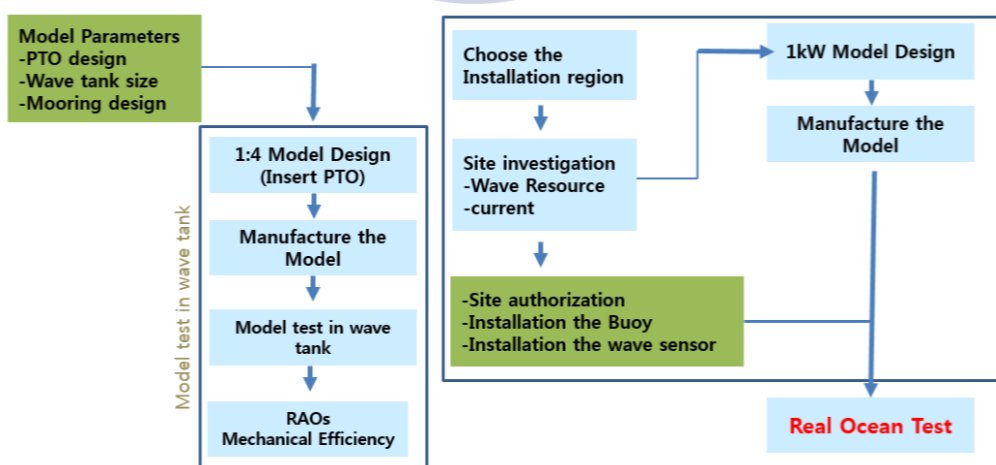 Model Parameters
-PTO design
-Wave tank size
-Mooring design
Model test in wave tank
1:4 Model Design
(Insert PTO)
Manufacture the
Model
Model test in wave
tank
RAOs
Mechanical Efficiency
Choose the
Installation region
Site investigation
-Wave Resource
-current
-Site authorization
-Installation the Buoy
-Installation the wave sensor
1kW Model Design
Manufacture the
Model
Real Ocean Test